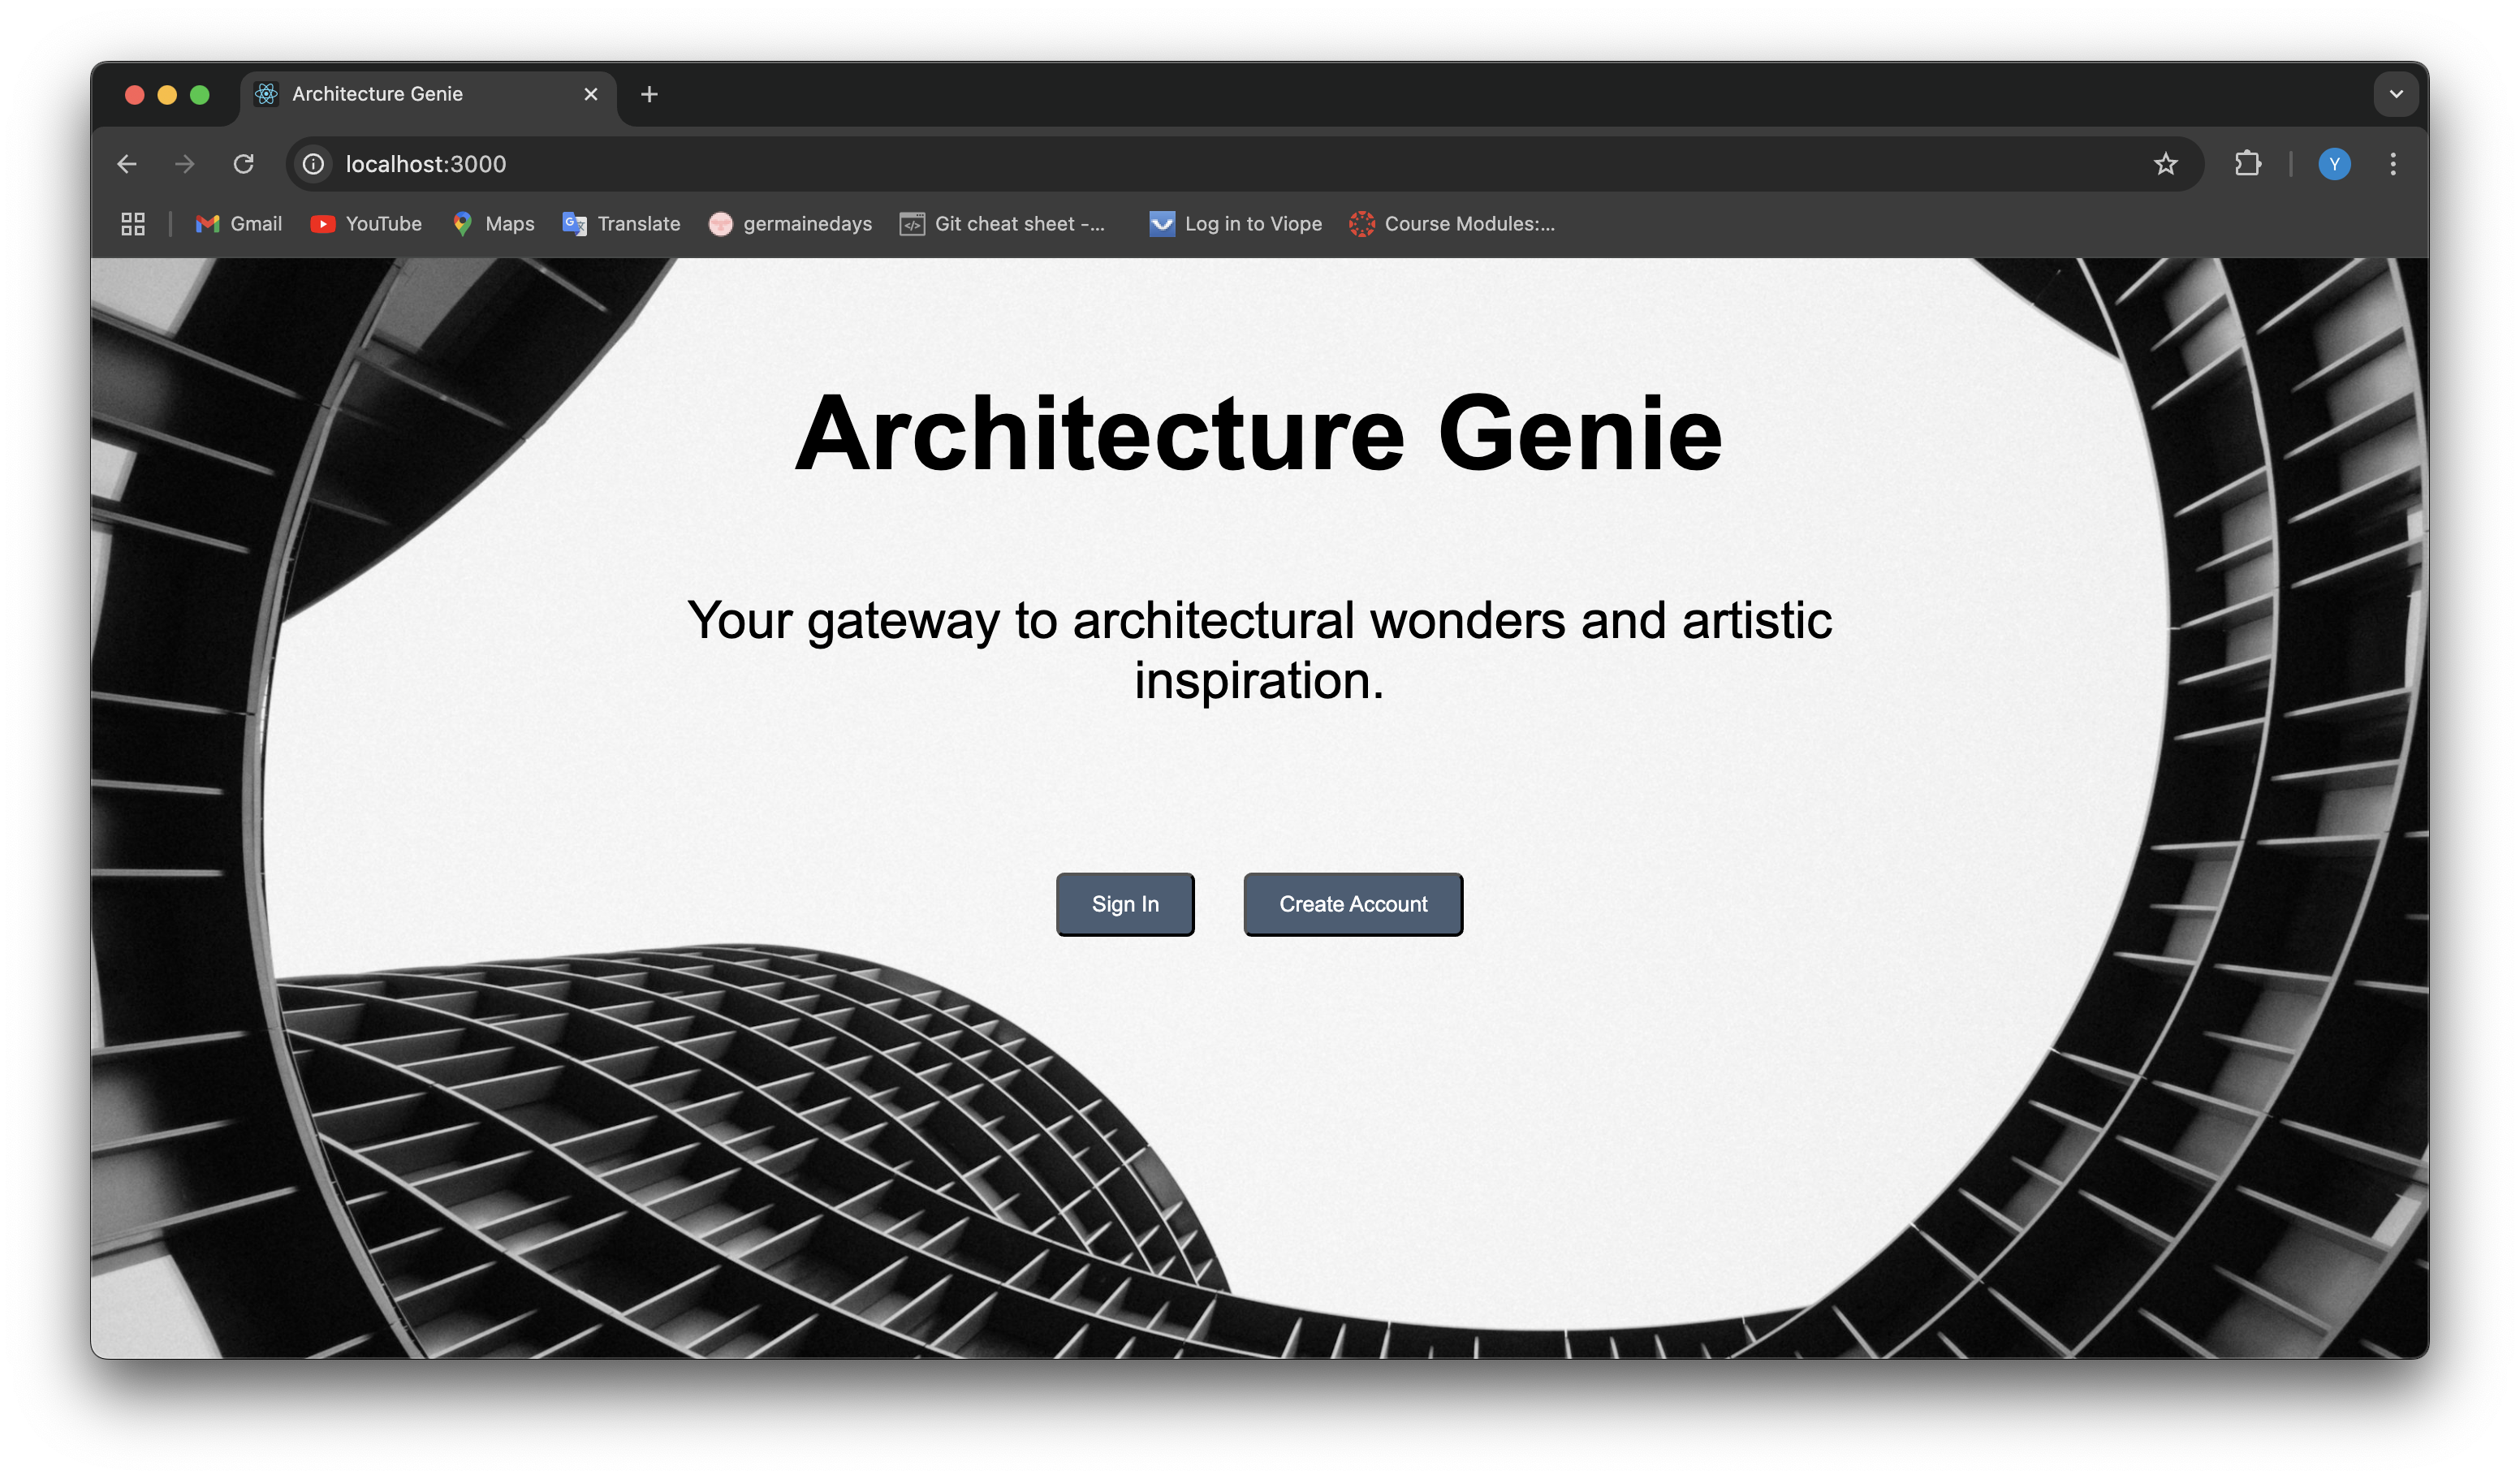 Architecture Genie
localhost:3000
Gmail YouTube Maps Translate germainedays Git cheat sheet -... Log in to Viope Course Modules:...
Architecture Genie
Your gateway to architectural wonders and artistic
inspiration.
Sign In Create Account